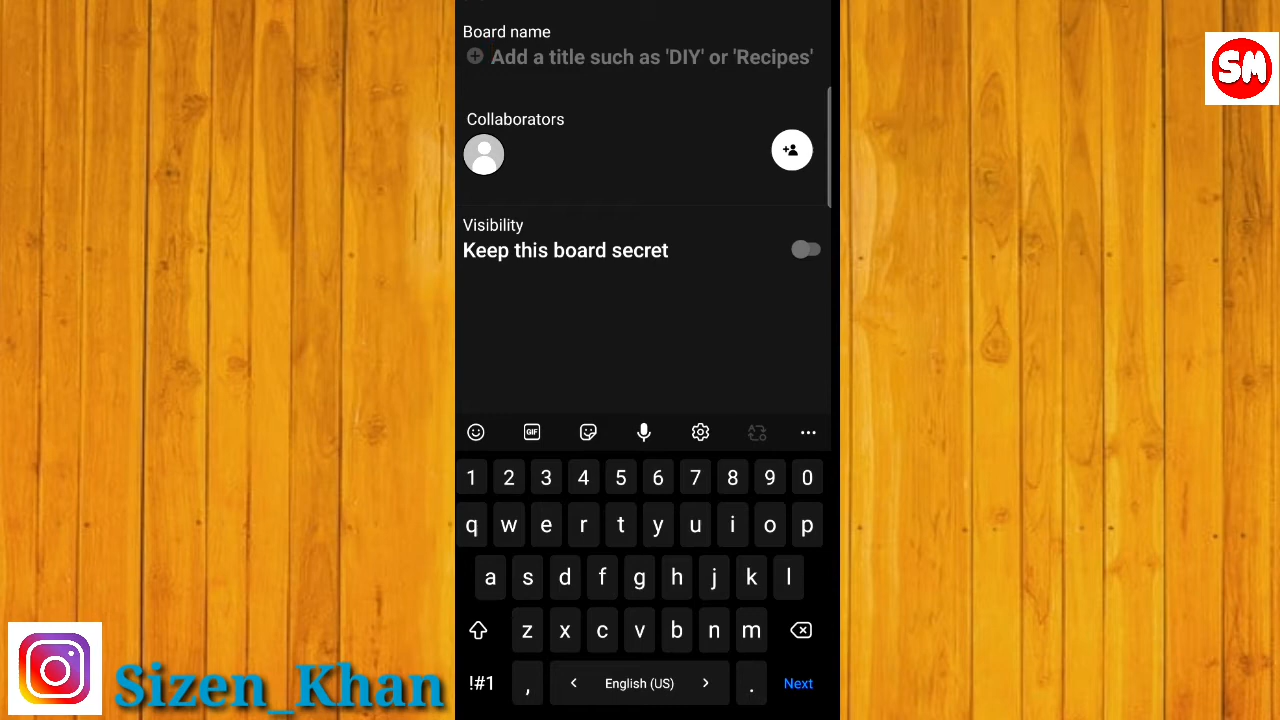 Board name
Add a title such as 'DIY' or 'Recipes'
SM
Collaborators
Visibility
Keep this board secret
GIF
1 2 3 4 5 6 7 8 9 0
q w e r t y u i o p
a s d f g h j k l
z x c v b n m
!#1 , < English (US) > . Next
Sizen_Khan